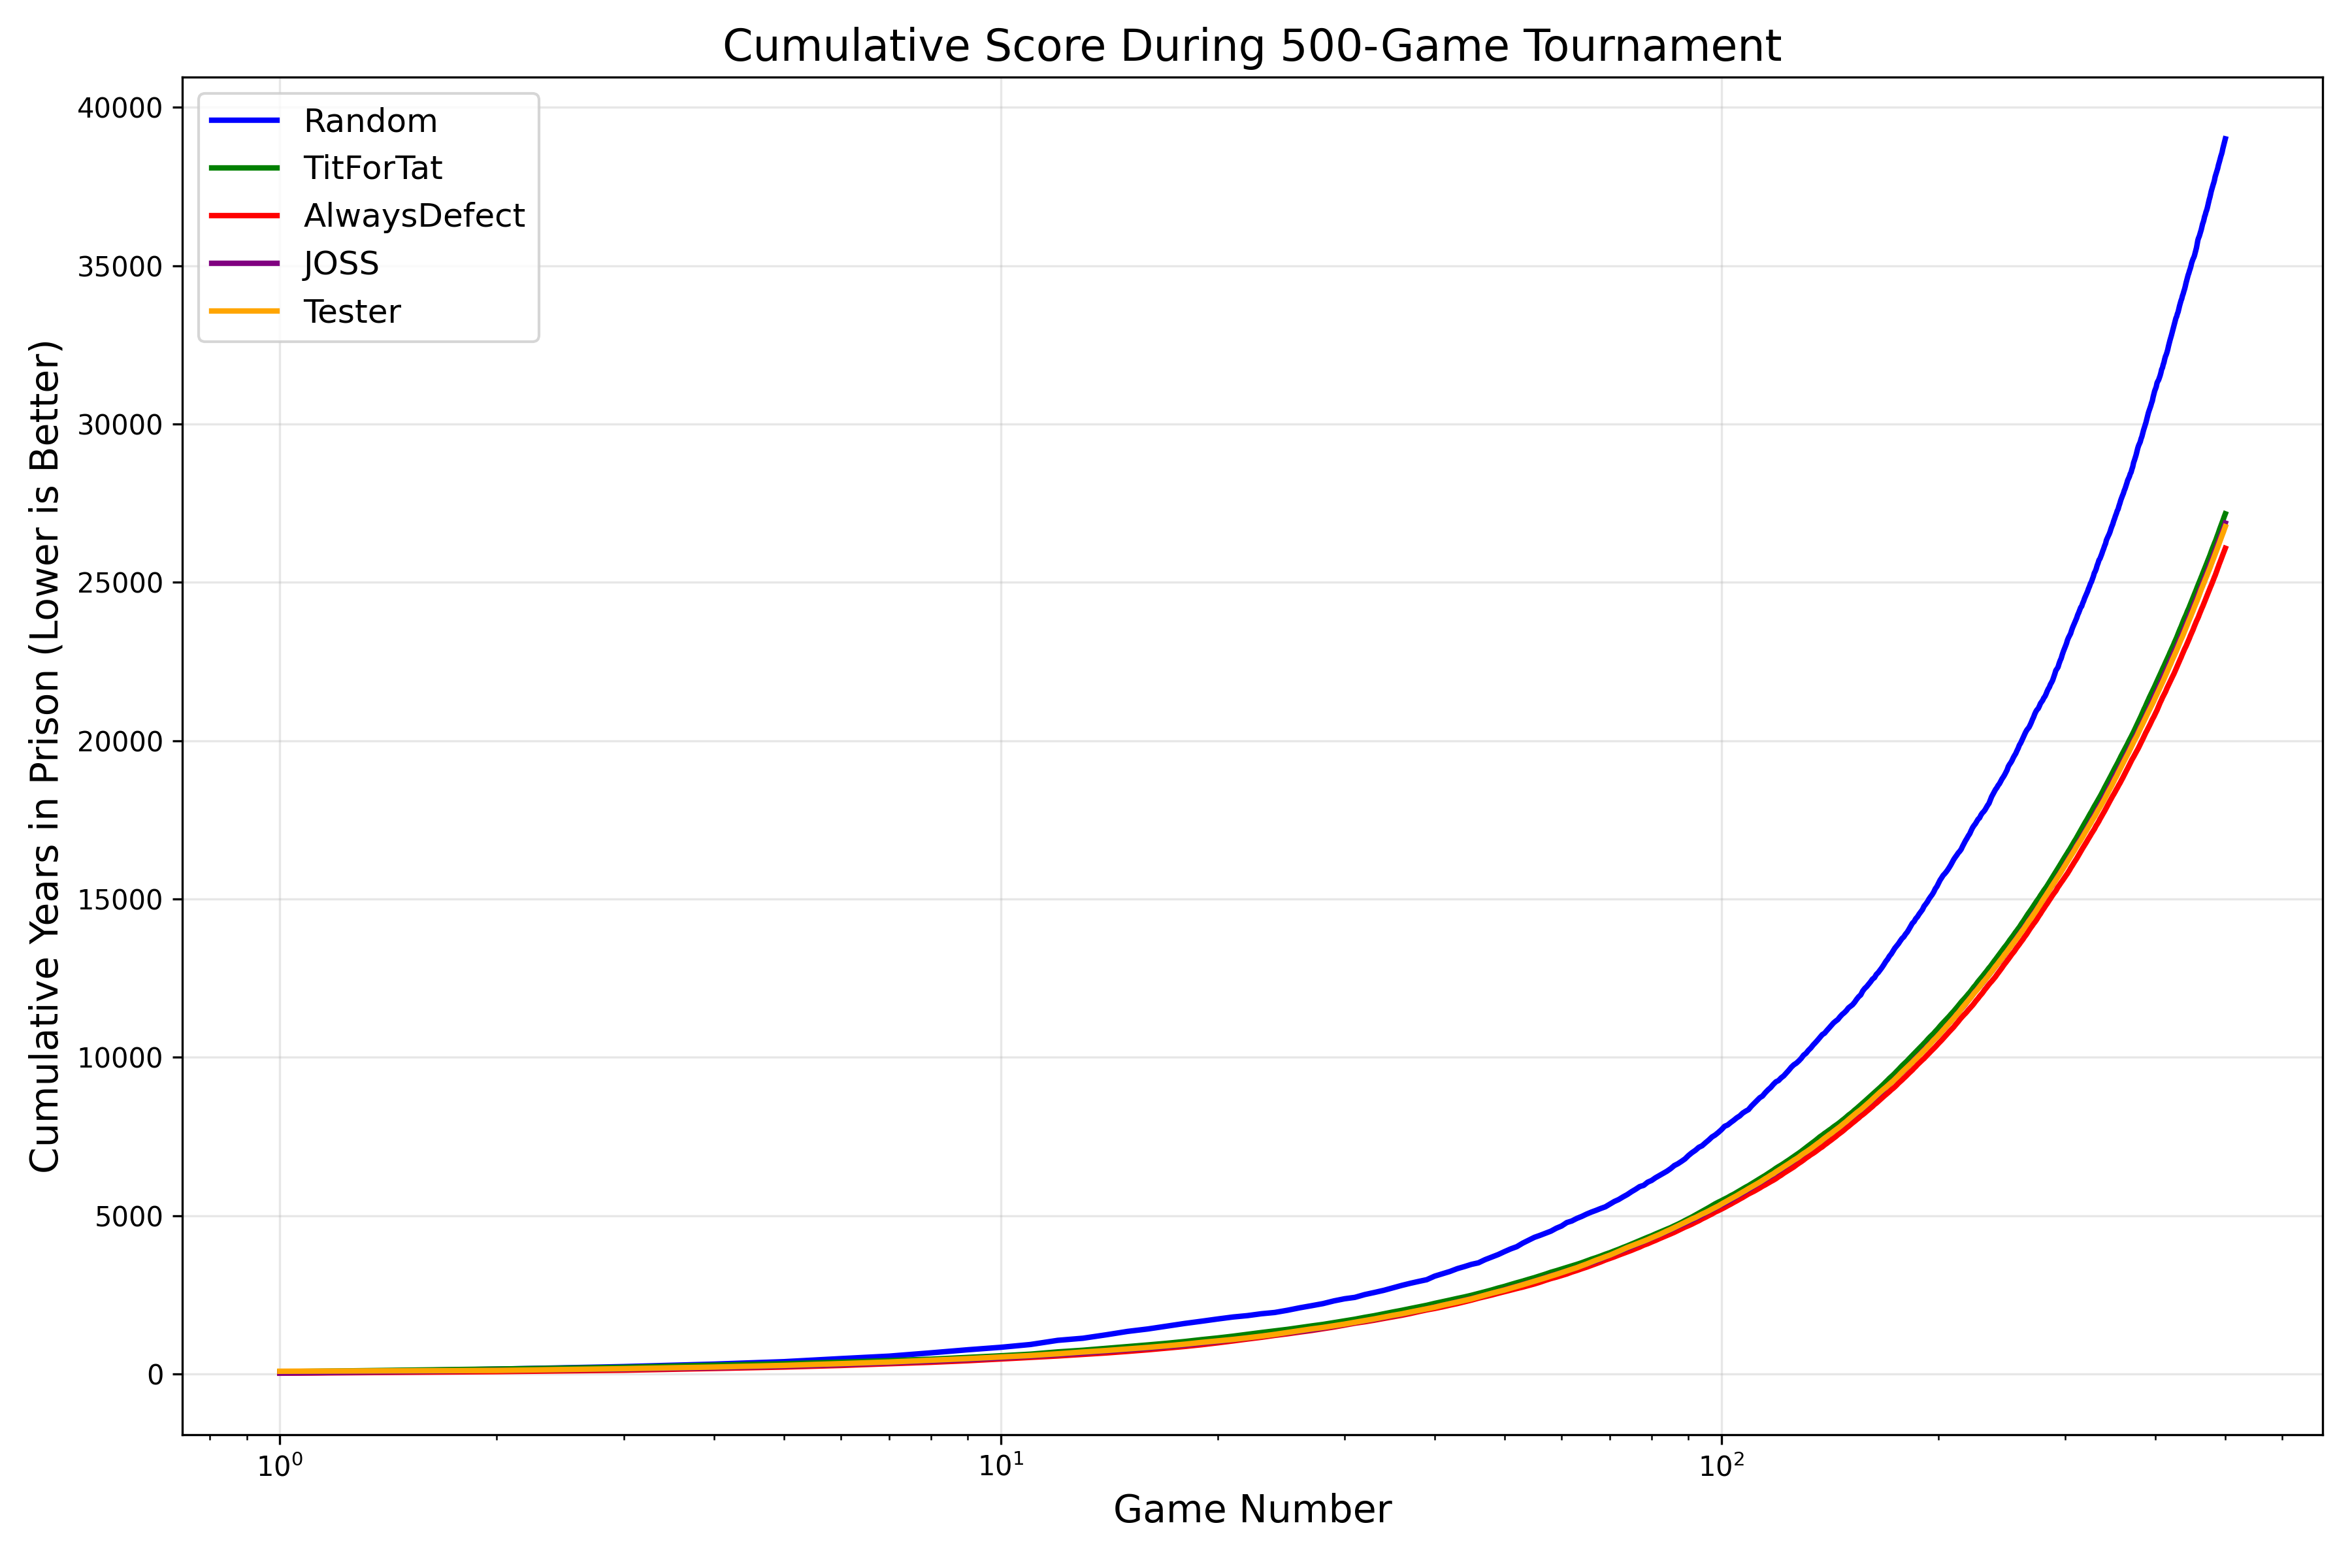 Cumulative Score During 500-Game Tournament
Cumulative Years in Prison (Lower is Better)
40000
35000
30000
25000
20000
15000
10000
5000
0
Random
TitForTat
AlwaysDefect
JOSS
Tester
10⁰
10¹
10²
Game Number